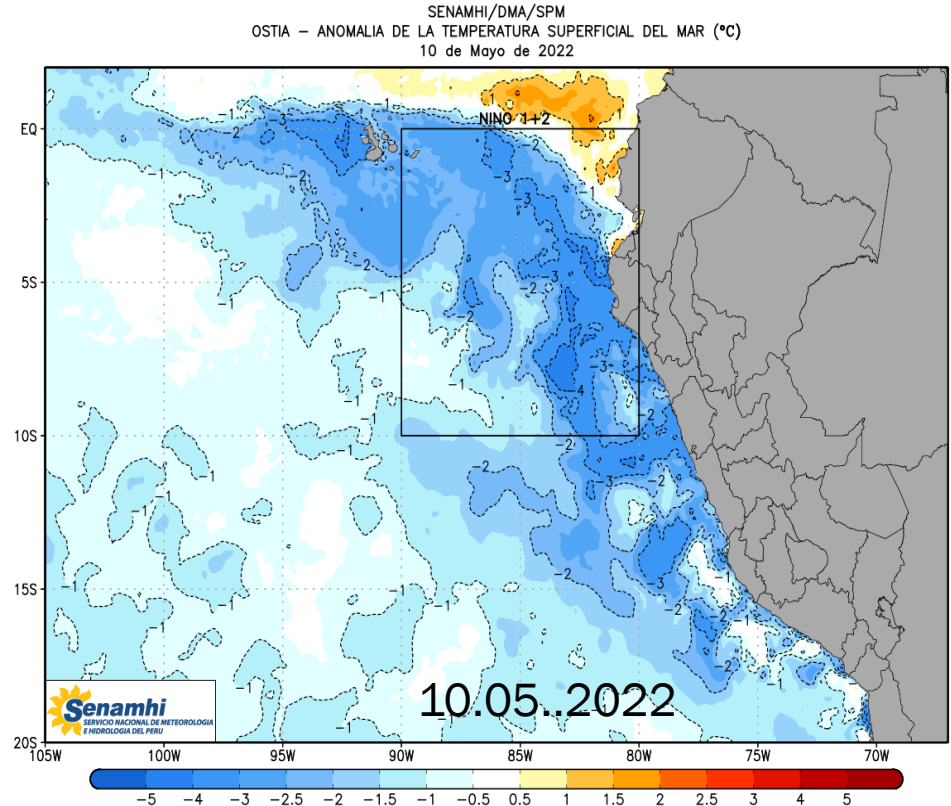 SENAMHI/DMA/SPM
OSTIA – ANOMALIA DE LA TEMPERATURA SUPERFICIAL DEL MAR (°C)
10 de Mayo de 2022
NINO 1+2
EQ
5S
10S
15S
20S
105W 100W 95W 90W 85W 80W 75W 70W
Senamhi
SERVICIO NACIONAL DE METEOROLOGIA
E HIDROLOGIA DEL PERU
10.05..2022
-5 -4 -3 -2.5 -2 -1.5 -1 -0.5 0.5 1 1.5 2 2.5 3 4 5